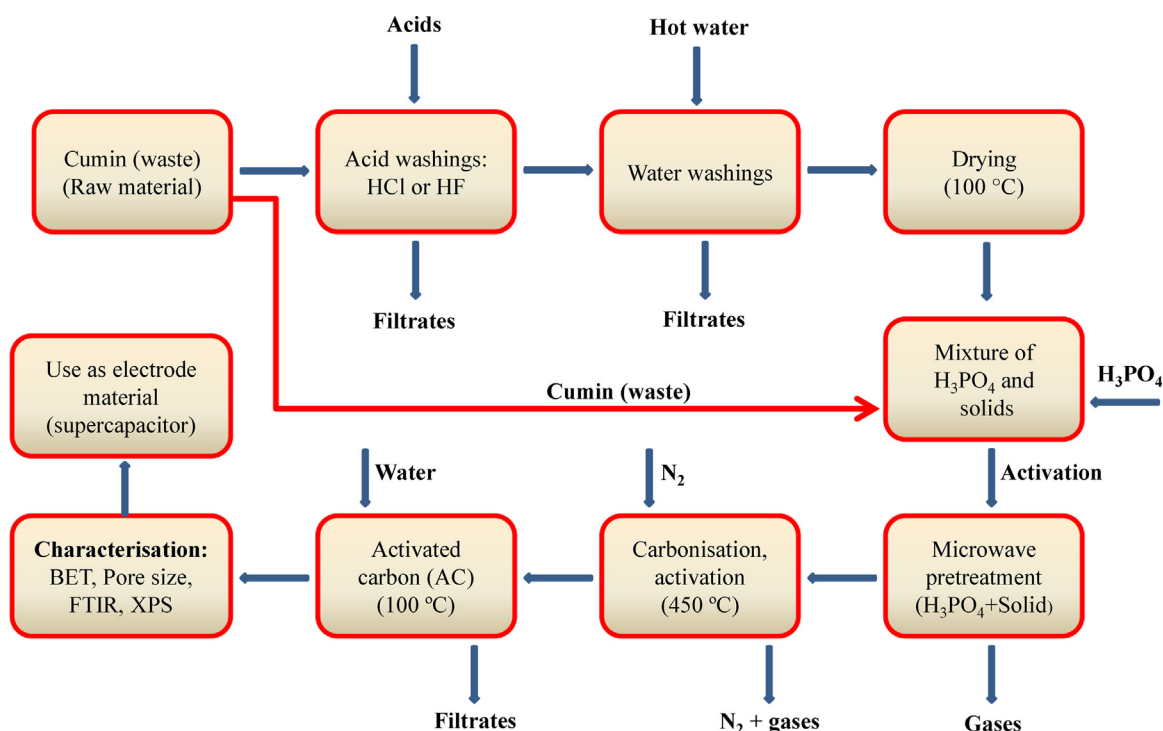 Acids
Hot water
Cumin (waste)
(Raw material)
Acid washings:
HCl or HF
Water washings
Drying
(100 °C)
Filtrates
Filtrates
Use as electrode
material
(supercapacitor)
Cumin (waste)
Mixture of
H₃PO₄ and
solids
H₃PO₄
Water
N₂
Activation
Characterisation:
BET, Pore size,
FTIR, XPS
Activated
carbon (AC)
(100 ºC)
Carbonisation,
activation
(450 ºC)
Microwave
pretreatment
(H₃PO₄+Solid)
Filtrates
N₂ + gases
Gases